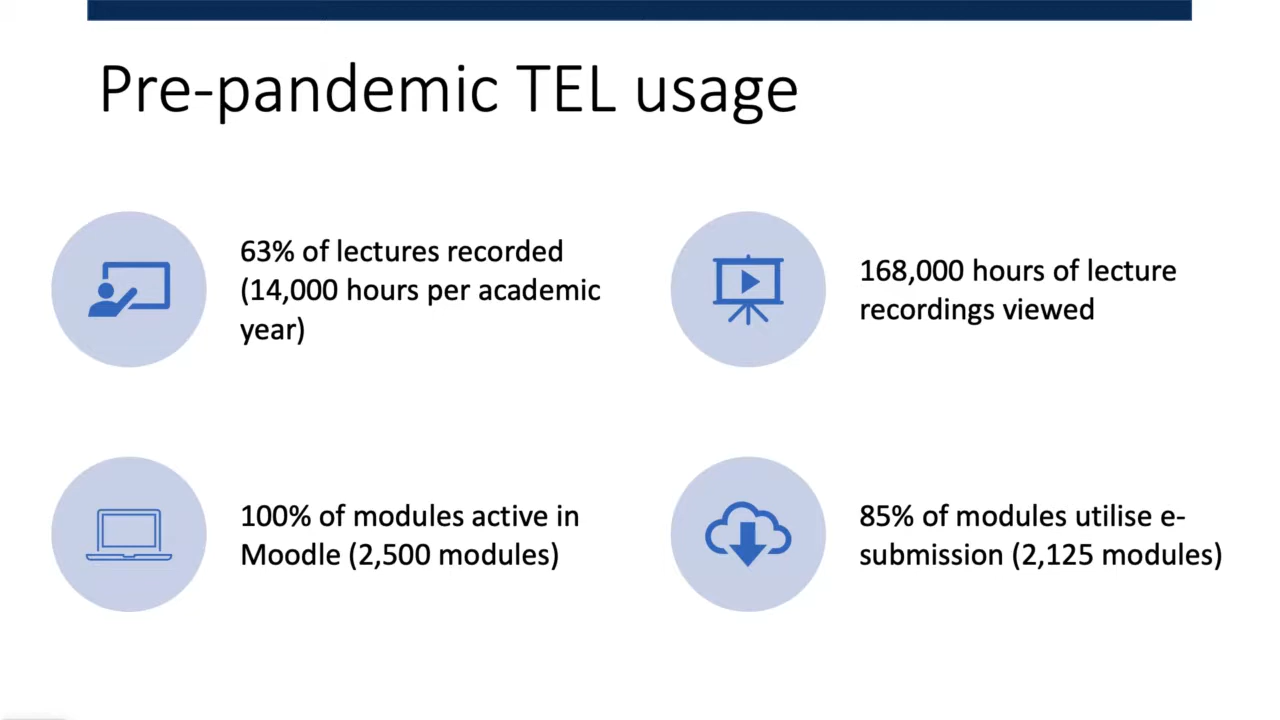 Pre-pandemic TEL usage
63% of lectures recorded
(14,000 hours per academic
year)
168,000 hours of lecture
recordings viewed
100% of modules active in
Moodle (2,500 modules)
85% of modules utilise e-
submission (2,125 modules)